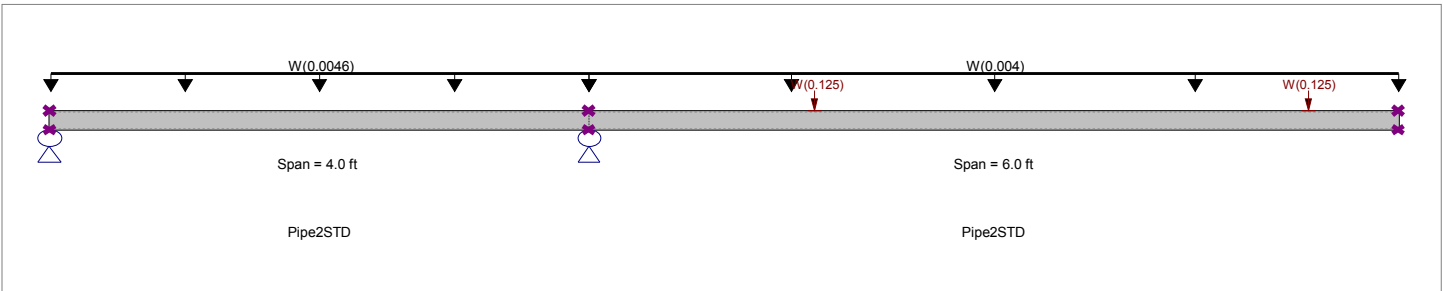 W(0.0046) W(0.004)
W(0.125) W(0.125)
Span = 4.0 ft Span = 6.0 ft
Pipe2STD Pipe2STD